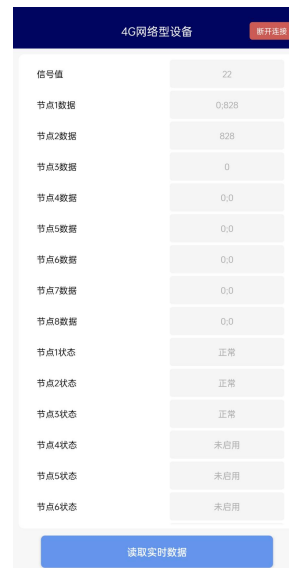 4G网络型设备
断开连接
信号值 22
节点1数据 0;828
节点2数据 828
节点3数据 0
节点4数据 0;0
节点5数据 0;0
节点6数据 0;0
节点7数据 0;0
节点8数据 0;0
节点1状态 正常
节点2状态 正常
节点3状态 正常
节点4状态 未启用
节点5状态 未启用
节点6状态 未启用
读取实时数据